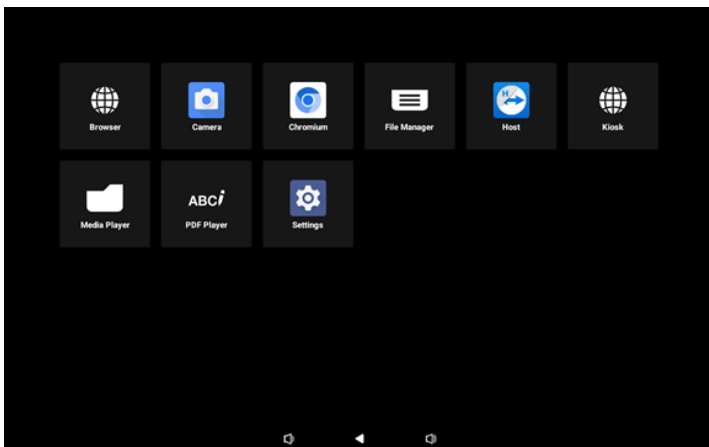 Browser
Camera
Chromium
File Manager
H
Host
Kiosk
Media Player
ABCi
PDF Player
Settings